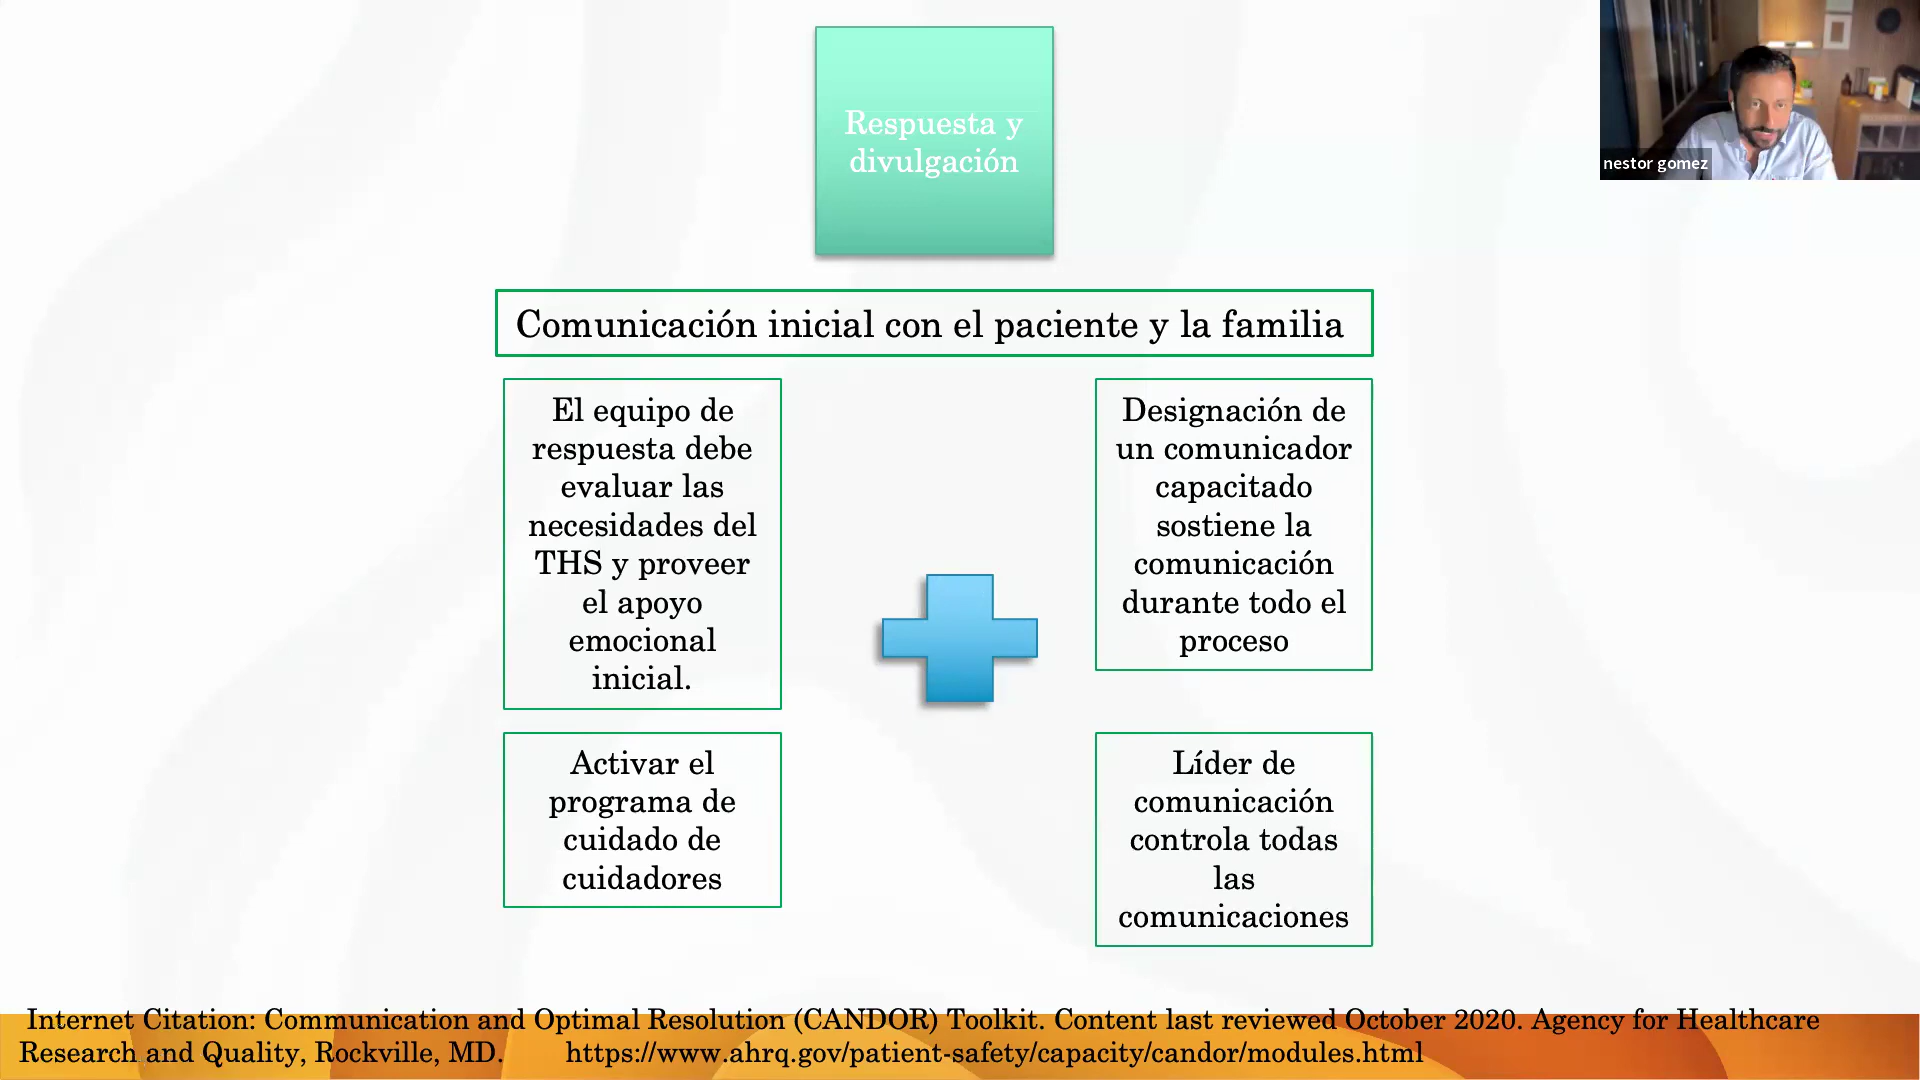 Respuesta y
divulgación
nestor gomez
Comunicación inicial con el paciente y la familia
El equipo de
respuesta debe
evaluar las
necesidades del
THS y proveer
el apoyo
emocional
inicial.
Designación de
un comunicador
capacitado
sostiene la
comunicación
durante todo el
proceso
Activar el
programa de
cuidado de
cuidadores
Líder de
comunicación
controla todas
las
comunicaciones
Internet Citation: Communication and Optimal Resolution (CANDOR) Toolkit. Content last reviewed October 2020. Agency for Healthcare
Research and Quality, Rockville, MD. https://www.ahrq.gov/patient-safety/capacity/candor/modules.html